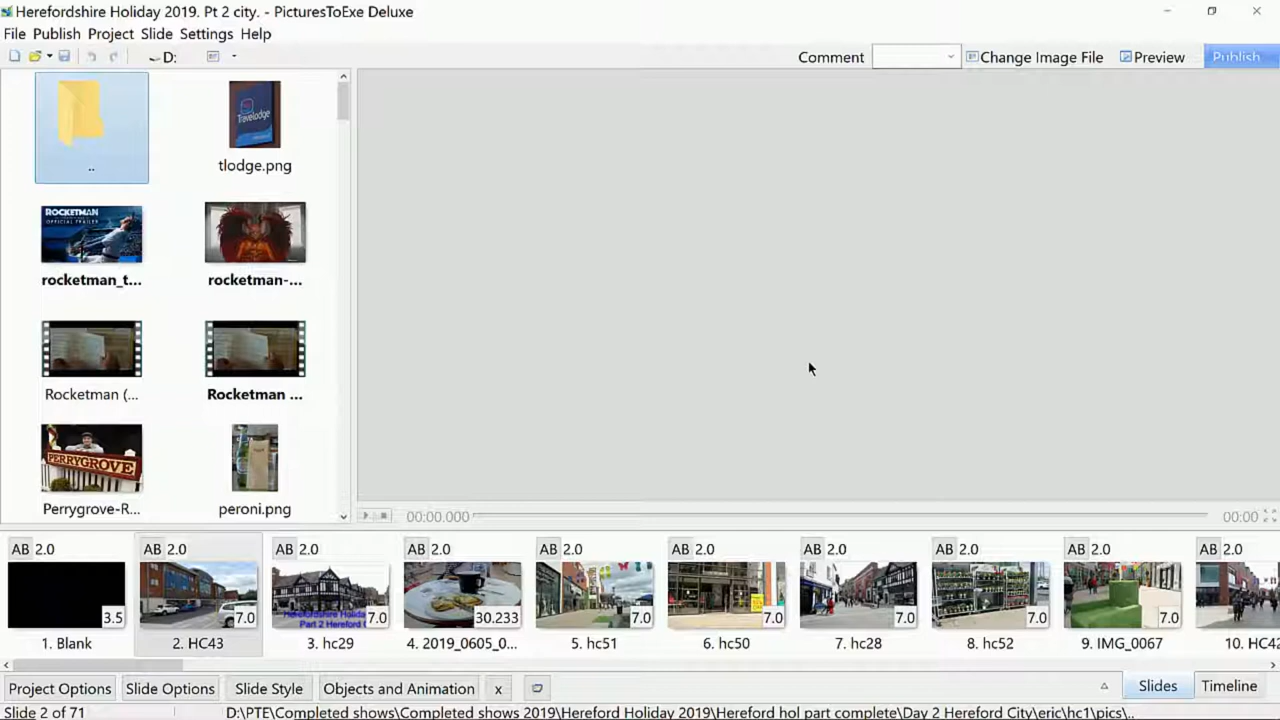 Herefordshire Holiday 2019. Pt 2 city. - PicturesToExe Deluxe
File Publish Project Slide Settings Help
D: Comment Change Image File Preview Publish
Travelodge
.. tlodge.png
ROCKETMAN
rocketman_t... rocketman-...
Rocketman (... Rocketman ...
PERRYGROVE
Perrygrove-R... peroni.png
00:00.000 00:00
AB 2.0 AB 2.0 AB 2.0 AB 2.0 AB 2.0 AB 2.0 AB 2.0 AB 2.0 AB 2.0 AB 2.0
3.5 7.0 7.0 30.233 7.0 7.0 7.0 7.0 7.0
Part 2 Hereford
1. Blank 2. HC43 3. hc29 4. 2019_0605_0... 5. hc51 6. hc50 7. hc28 8. hc52 9. IMG_0067 10. HC42
Project Options Slide Options Slide Style Objects and Animation x Slides Timeline
Slide 2 of 71 D:\PTE\Completed shows\Completed shows 2019\Hereford Holiday 2019\Hereford hol part complete\Day 2 Hereford City\eric\hc1\pics\..